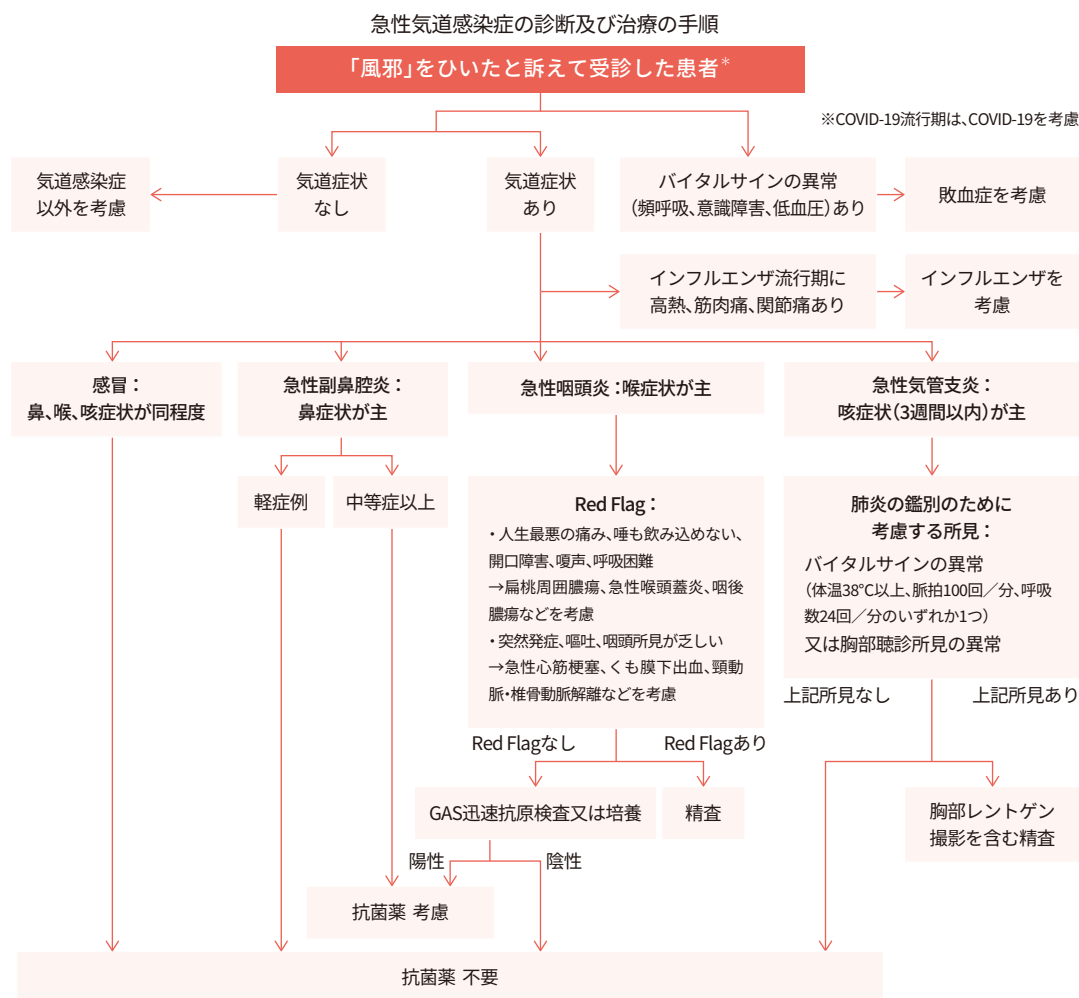 急性気道感染症の診断及び治療の手順
「風邪」をひいたと訴えて受診した患者*
※COVID-19流行期は、COVID-19を考慮
気道感染症
以外を考慮
気道症状
なし
気道症状
あり
バイタルサインの異常
（頻呼吸、意識障害、低血圧）あり
敗血症を考慮
インフルエンザ流行期に
高熱、筋肉痛、関節痛あり
インフルエンザを
考慮
感冒：
鼻、喉、咳症状が同程度
急性副鼻腔炎：
鼻症状が主
急性咽頭炎：喉症状が主
急性気管支炎：
咳症状（3週間以内）が主
軽症例
中等症以上
Red Flag：
・人生最悪の痛み、唾も飲み込めない、
開口障害、嗄声、呼吸困難
→扁桃周囲膿瘍、急性喉頭蓋炎、咽後
膿瘍などを考慮
・突然発症、嘔吐、咽頭所見が乏しい
→急性心筋梗塞、くも膜下出血、頸動
脈・椎骨動脈解離などを考慮
肺炎の鑑別のために
考慮する所見：
バイタルサインの異常
（体温38℃以上、脈拍100回／分、呼吸
数24回／分のいずれか1つ）
又は胸部聴診所見の異常
上記所見なし
上記所見あり
Red Flagなし
Red Flagあり
GAS迅速抗原検査又は培養
精査
胸部レントゲン
撮影を含む精査
陽性
陰性
抗菌薬 考慮
抗菌薬 不要